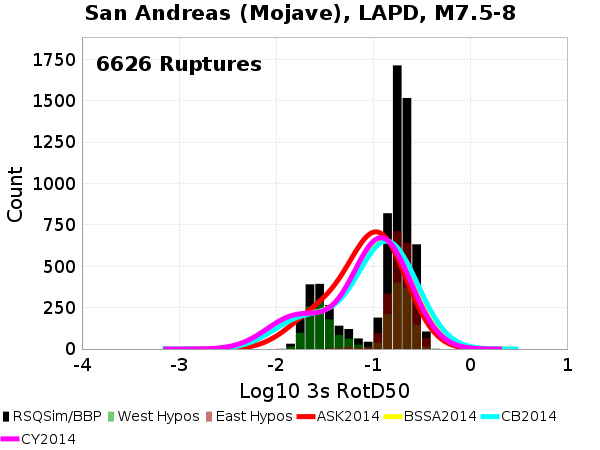 San Andreas (Mojave), LAPD, M7.5-8
6626 Ruptures
Count
1750
1500
1250
1000
750
500
250
0
-4 -3 -2 -1 0 1
Log10 3s RotD50
RSQSim/BBP West Hypos East Hypos ASK2014 BSSA2014 CB2014
CY2014